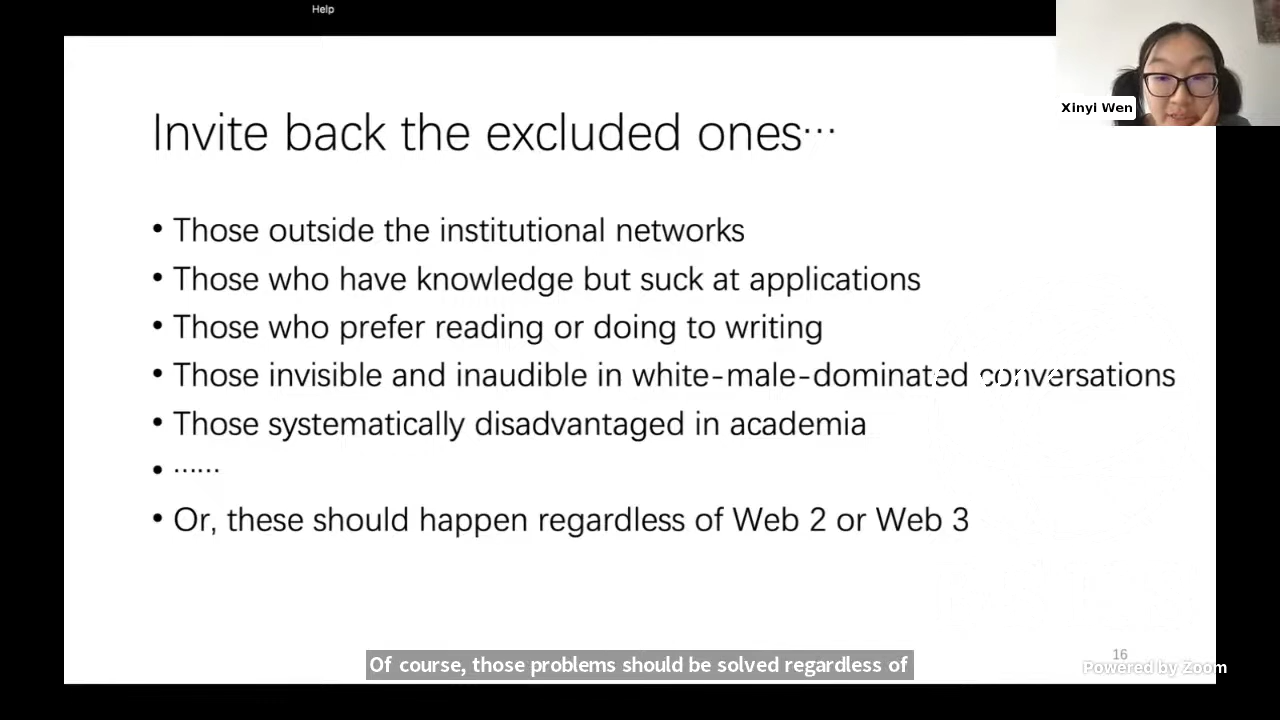 Help
Xinyi Wen
Invite back the excluded ones…
• Those outside the institutional networks
• Those who have knowledge but suck at applications
• Those who prefer reading or doing to writing
• Those invisible and inaudible in white-male-dominated conversations
• Those systematically disadvantaged in academia
• ……
• Or, these should happen regardless of Web 2 or Web 3
16
Of course, those problems should be solved regardless of
Powered by Zoom